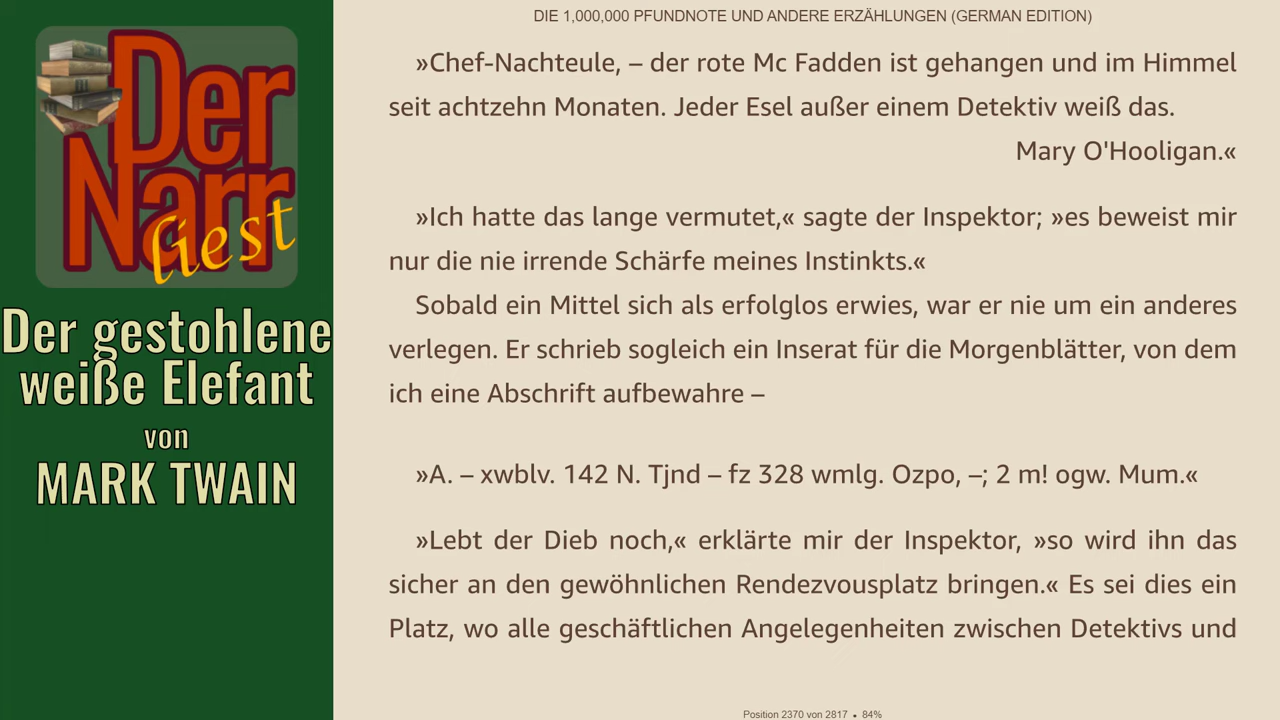 Der
Narr
liest
Der gestohlene
weiße Elefant
von
MARK TWAIN
DIE 1,000,000 PFUNDNOTE UND ANDERE ERZÄHLUNGEN (GERMAN EDITION)
»Chef-Nachteule, – der rote Mc Fadden ist gehangen und im Himmel
seit achtzehn Monaten. Jeder Esel außer einem Detektiv weiß das.
Mary O'Hooligan.«
»Ich hatte das lange vermutet,« sagte der Inspektor; »es beweist mir
nur die nie irrende Schärfe meines Instinkts.«
Sobald ein Mittel sich als erfolglos erwies, war er nie um ein anderes
verlegen. Er schrieb sogleich ein Inserat für die Morgenblätter, von dem
ich eine Abschrift aufbewahre –
»A. – xwblv. 142 N. Tjnd – fz 328 wmlg. Ozpo, –; 2 m! ogw. Mum.«
»Lebt der Dieb noch,« erklärte mir der Inspektor, »so wird ihn das
sicher an den gewöhnlichen Rendezvousplatz bringen.« Es sei dies ein
Platz, wo alle geschäftlichen Angelegenheiten zwischen Detektivs und
Position 2370 von 2817 • 84%